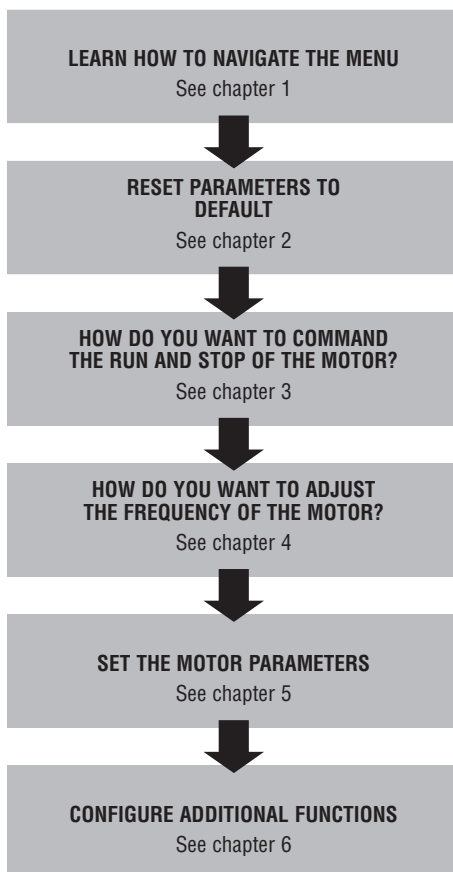 LEARN HOW TO NAVIGATE THE MENU
See chapter 1
RESET PARAMETERS TO
DEFAULT
See chapter 2
HOW DO YOU WANT TO COMMAND
THE RUN AND STOP OF THE MOTOR?
See chapter 3
HOW DO YOU WANT TO ADJUST
THE FREQUENCY OF THE MOTOR?
See chapter 4
SET THE MOTOR PARAMETERS
See chapter 5
CONFIGURE ADDITIONAL FUNCTIONS
See chapter 6